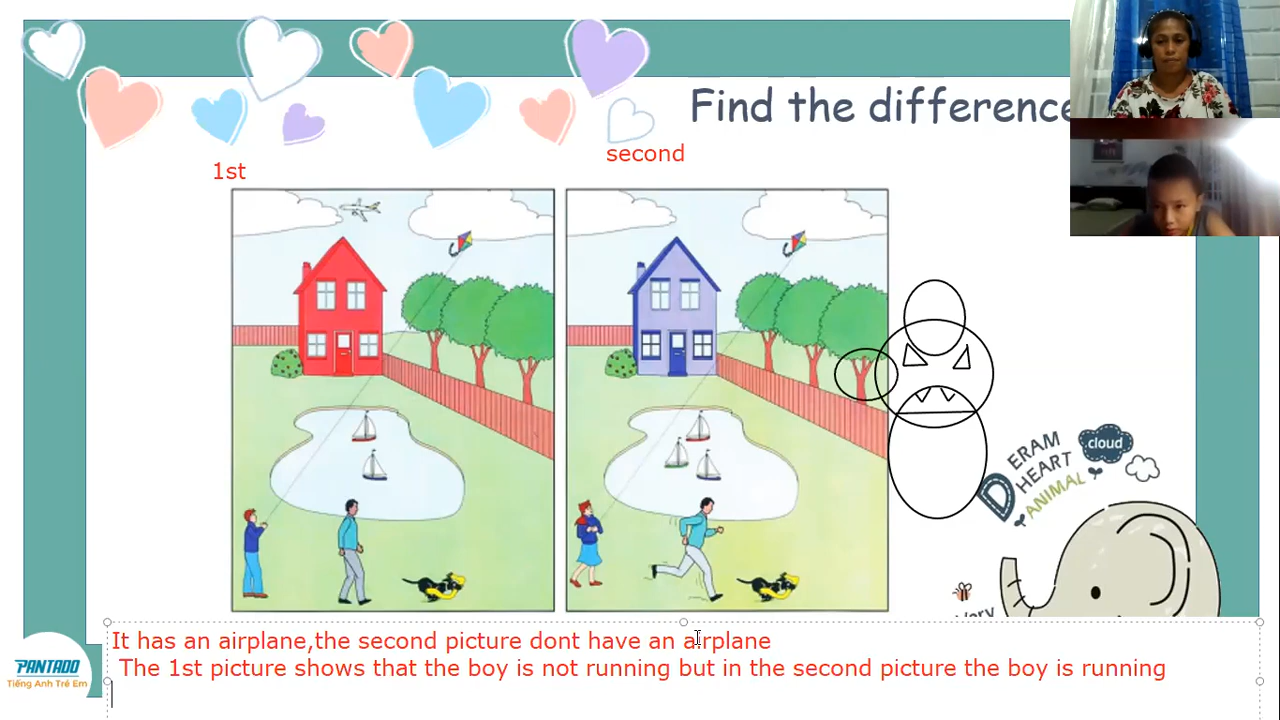 Find the difference
1st
second
DERAM
HEART
ANIMAL
cloud
It has an airplane,the second picture dont have an airplane
The 1st picture shows that the boy is not running but in the second picture the boy is running
PANTADO
Tiếng Anh Trẻ Em